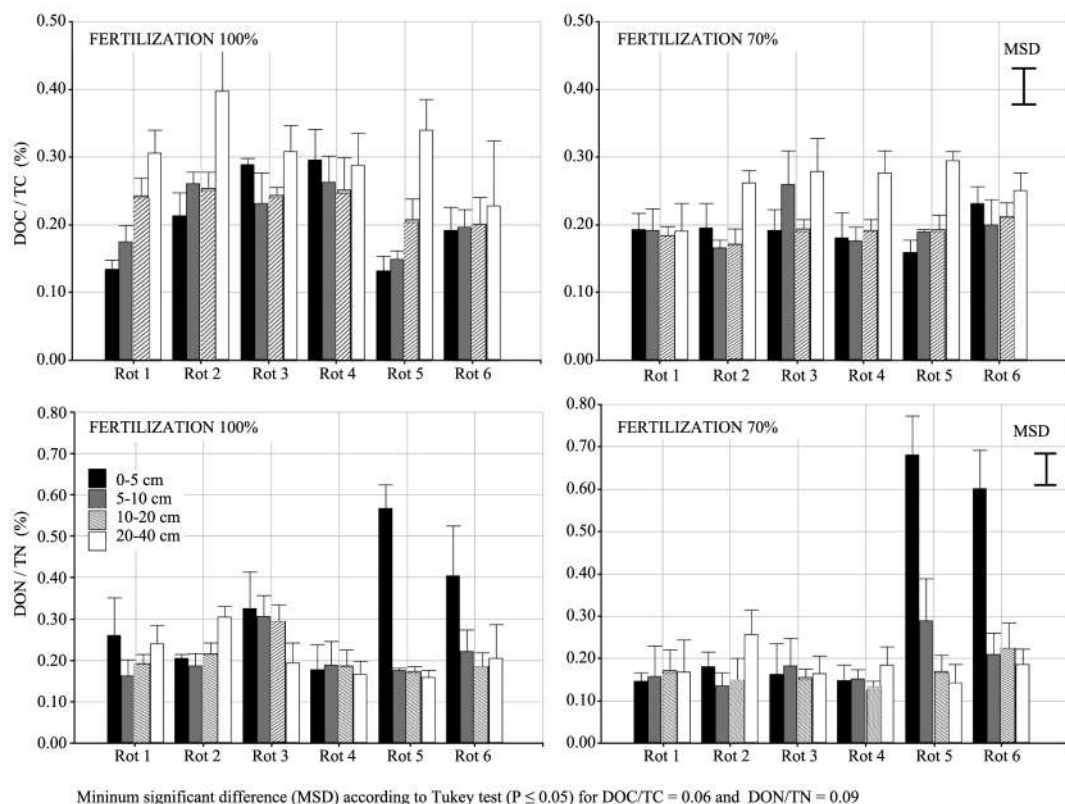 0.50
FERTILIZATION 100%
0.40
0.30
0.20
0.10
0.00
DOC / TC (%)
Rot 1 Rot 2 Rot 3 Rot 4 Rot 5 Rot 6
0.50
FERTILIZATION 70%
MSD
0.40
0.30
0.20
0.10
0.00
Rot 1 Rot 2 Rot 3 Rot 4 Rot 5 Rot 6
0.80
FERTILIZATION 100%
0.70
0-5 cm
5-10 cm
10-20 cm
20-40 cm
0.60
0.50
0.40
0.30
0.20
0.10
0.00
DON / TN (%)
Rot 1 Rot 2 Rot 3 Rot 4 Rot 5 Rot 6
0.80
FERTILIZATION 70%
MSD
0.70
0.60
0.50
0.40
0.30
0.20
0.10
0.00
Rot 1 Rot 2 Rot 3 Rot 4 Rot 5 Rot 6
Mininum significant difference (MSD) according to Tukey test (P ≤ 0.05) for DOC/TC = 0.06 and DON/TN = 0.09